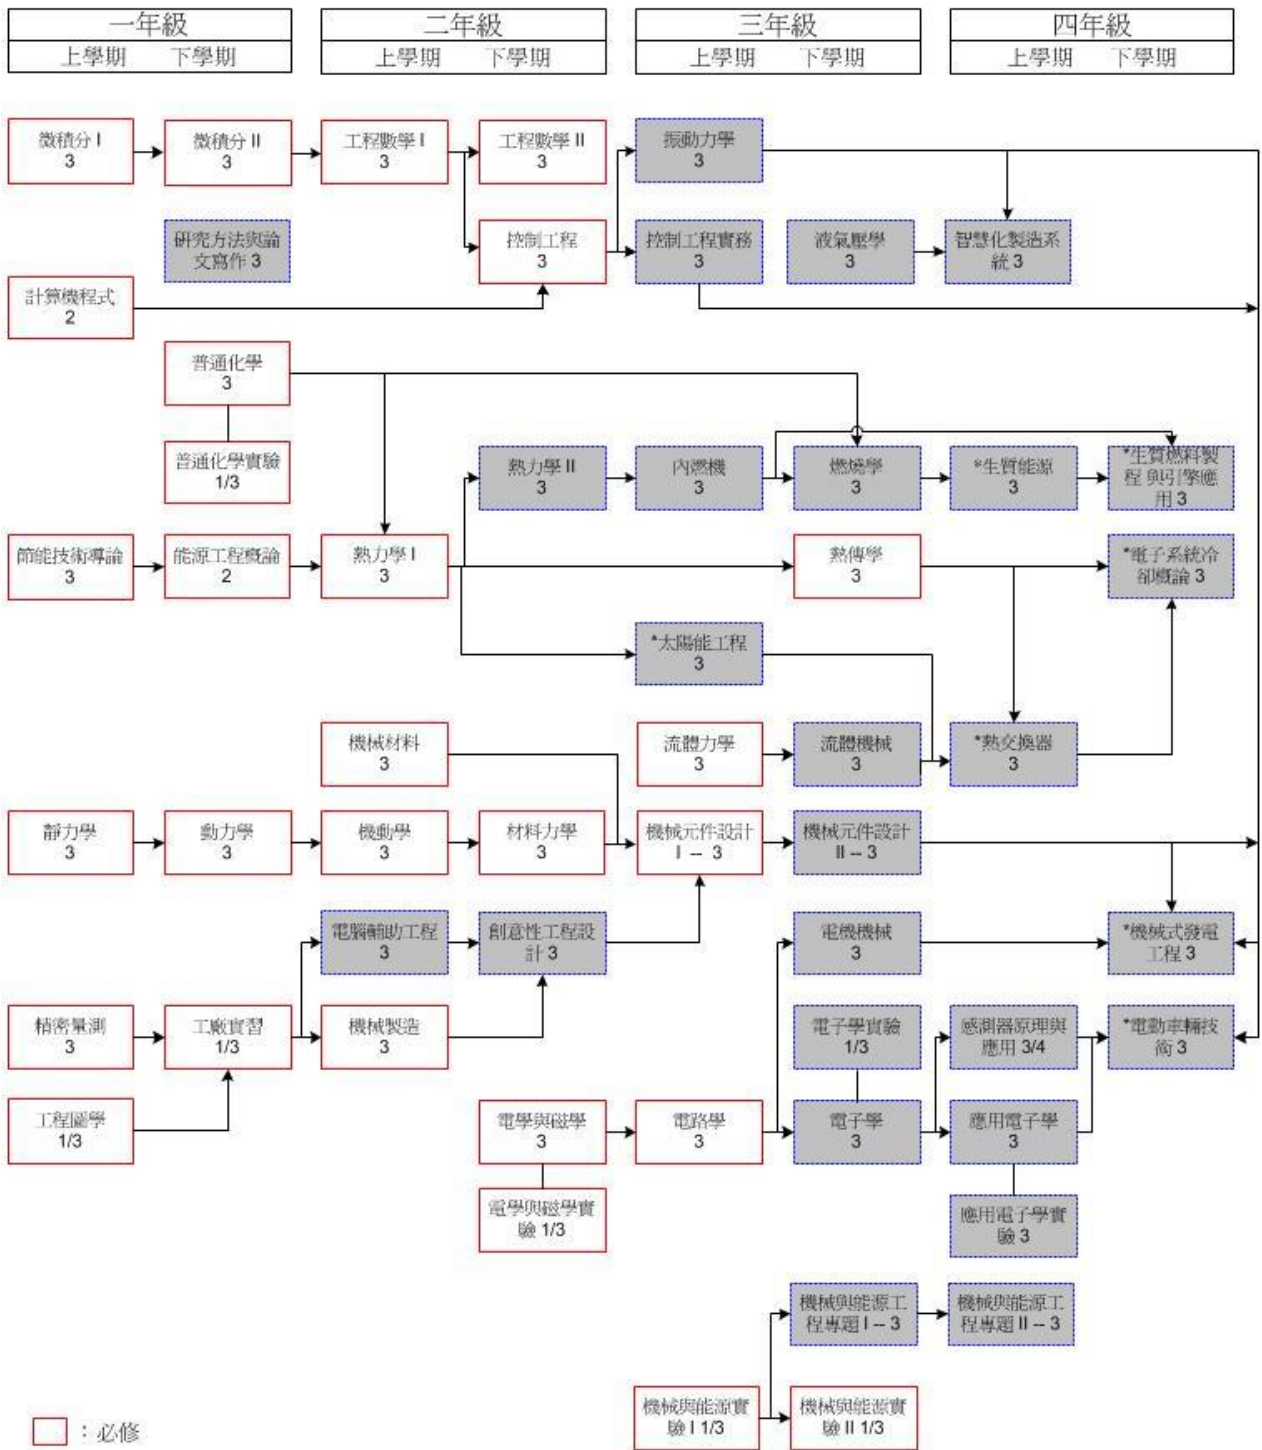 一年級
上學期 下學期
二年級
上學期 下學期
三年級
上學期 下學期
四年級
上學期 下學期
微積分 I
3
微積分 II
3
工程數學 I
3
工程數學 II
3
振動力學
3
研究方法與論
文寫作 3
控制工程
3
控制工程實務
3
液氣壓學
3
智慧化製造系
統 3
計算機程式
2
普通化學
3
普通化學實驗
1/3
熱力學 II
3
內燃機
3
燃燒學
3
*生質能源
3
*生質燃料製
程與引擎應
用 3
節能技術導論
3
能源工程概論
2
熱力學 I
3
熱傳學
3
*電子系統冷
卻概論 3
*太陽能工程
3
機械材料
3
流體力學
3
流體機械
3
*熱交換器
3
靜力學
3
動力學
3
機動學
3
材料力學
3
機械元件設計
I -- 3
機械元件設計
II -- 3
電腦輔助工程
3
創意性工程設
計 3
電機機械
3
*機械式發電
工程 3
精密量測
3
工廠實習
1/3
機械製造
3
電子學實驗
1/3
感測器原理與
應用 3/4
*電動車輛技
術 3
工程圖學
1/3
電學與磁學
3
電路學
3
電子學
3
應用電子學
3
電學與磁學實
驗 1/3
應用電子學實
驗 3
機械與能源工
程專題 I -- 3
機械與能源工
程專題 II -- 3
機械與能源實
驗 I 1/3
機械與能源實
驗 II 1/3
：必修